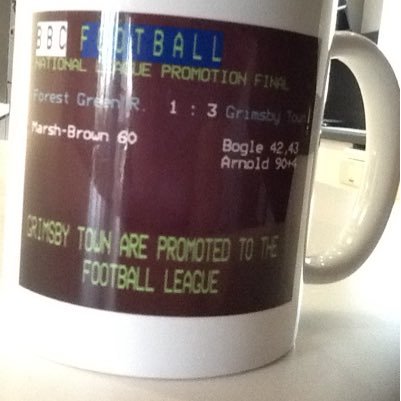 BBC FOOTBALL
NATIONAL LEAGUE PROMOTION FINAL
Forest Green R. 1 : 3 Grimsby Town
Marsh-Brown 60 Bogle 42,43
Arnold 90+4
GRIMSBY TOWN ARE PROMOTED TO THE
FOOTBALL LEAGUE